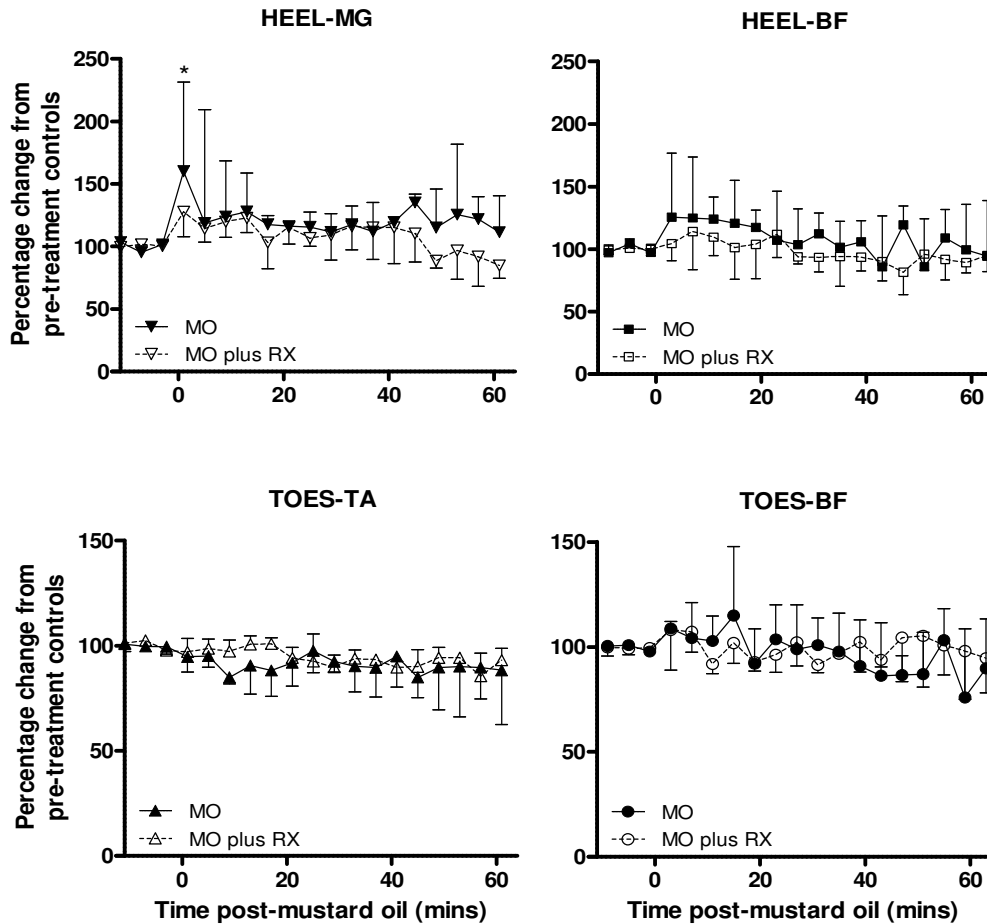 HEEL-MG
HEEL-BF
Percentage change from
pre-treatment controls
250
200
150
100
50
0
*
MO
MO plus RX
0 20 40 60
250
200
150
100
50
0
MO
MO plus RX
0 20 40 60
TOES-TA
TOES-BF
Percentage change from
pre-treatment controls
150
100
50
0
MO
MO plus RX
0 20 40 60
Time post-mustard oil (mins)
150
100
50
0
MO
MO plus RX
0 20 40 60
Time post-mustard oil (mins)